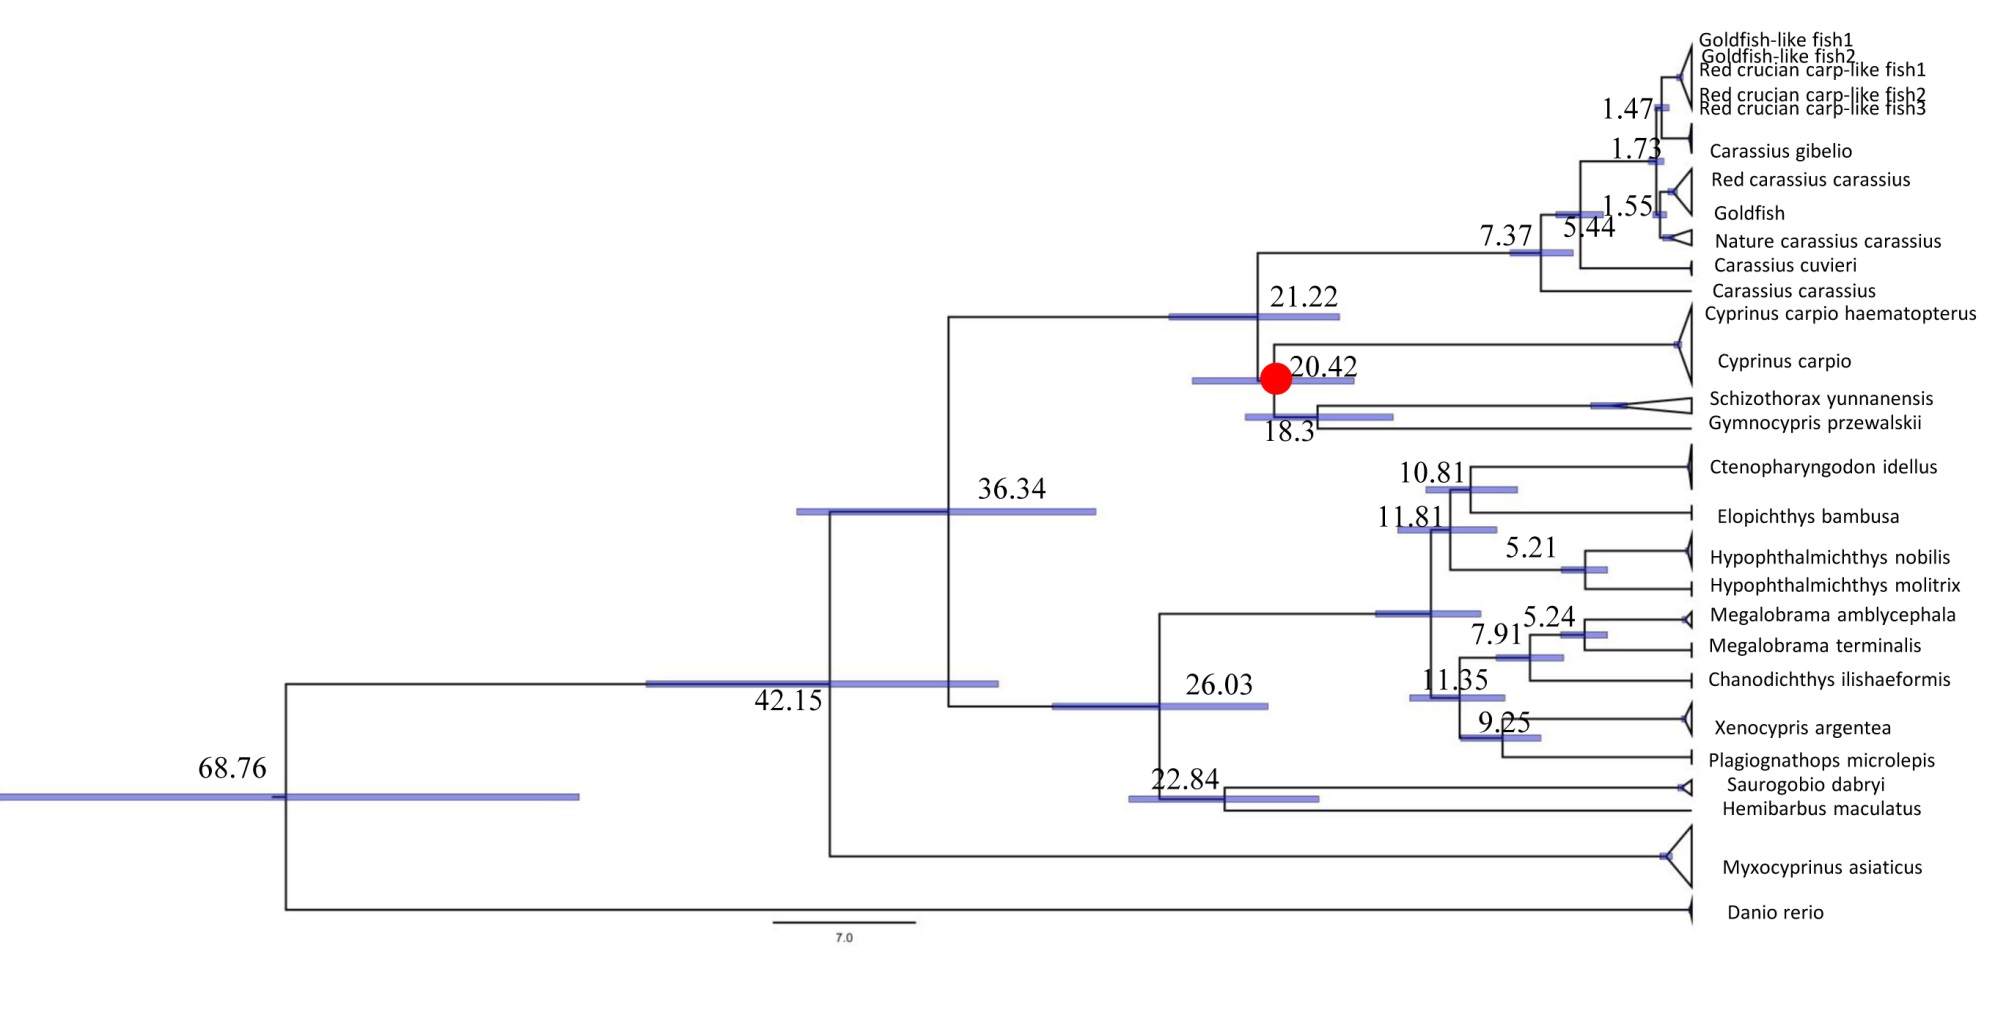 Goldfish-like fish1
Goldfish-like fish2
Red crucian carp-like fish1
Red crucian carp-like fish2
Red crucian carp-like fish3
1.47
1.73
Carassius gibelio
Red carassius carassius
1.55
Goldfish
5.44
7.37
Nature carassius carassius
Carassius cuvieri
Carassius carassius
21.22
Cyprinus carpio haematopterus
Cyprinus carpio
20.42
Schizothorax yunnanensis
Gymnocypris przewalskii
18.3
10.81
Ctenopharyngodon idellus
36.34
11.81
Elopichthys bambusa
5.21
Hypophthalmichthys nobilis
Hypophthalmichthys molitrix
5.24
Megalobrama amblycephala
7.91
Megalobrama terminalis
11.35
Chanodichthys ilishaeformis
26.03
42.15
9.25
Xenocypris argentea
68.76
Plagiognathops microlepis
22.84
Saurogobio dabryi
Hemibarbus maculatus
Myxocyprinus asiaticus
Danio rerio
7.0